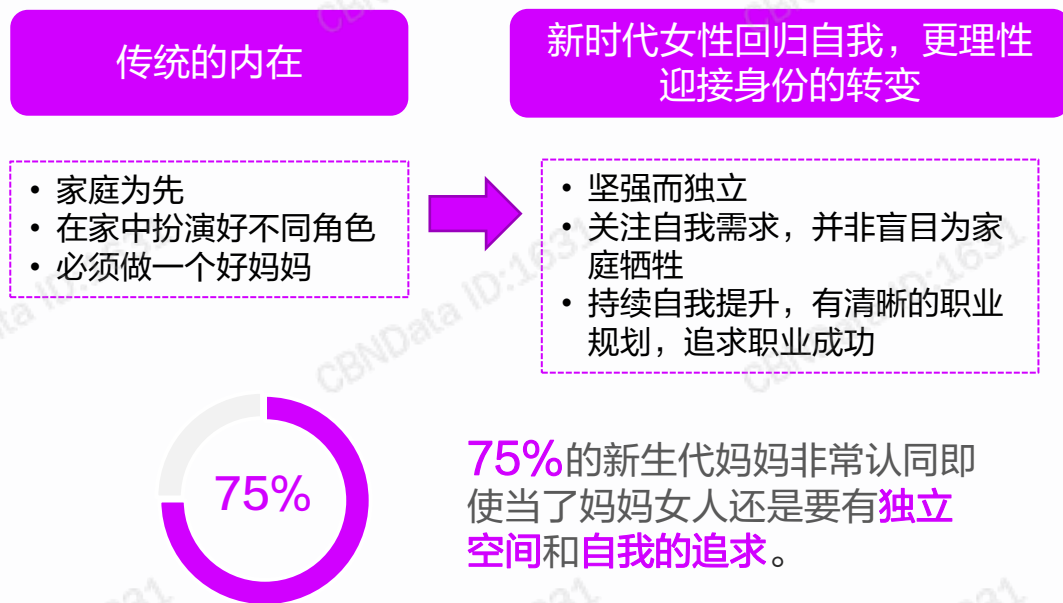 传统的内在
新时代女性回归自我，更理性
迎接身份的转变
• 家庭为先
• 在家中扮演好不同角色
• 必须做一个好妈妈
• 坚强而独立
• 关注自我需求，并非盲目为家
庭牺牲
• 持续自我提升，有清晰的职业
规划，追求职业成功
75%
75%的新生代妈妈非常认同即
使当了妈妈女人还是要有独立
空间和自我的追求。
CBNData ID:1631